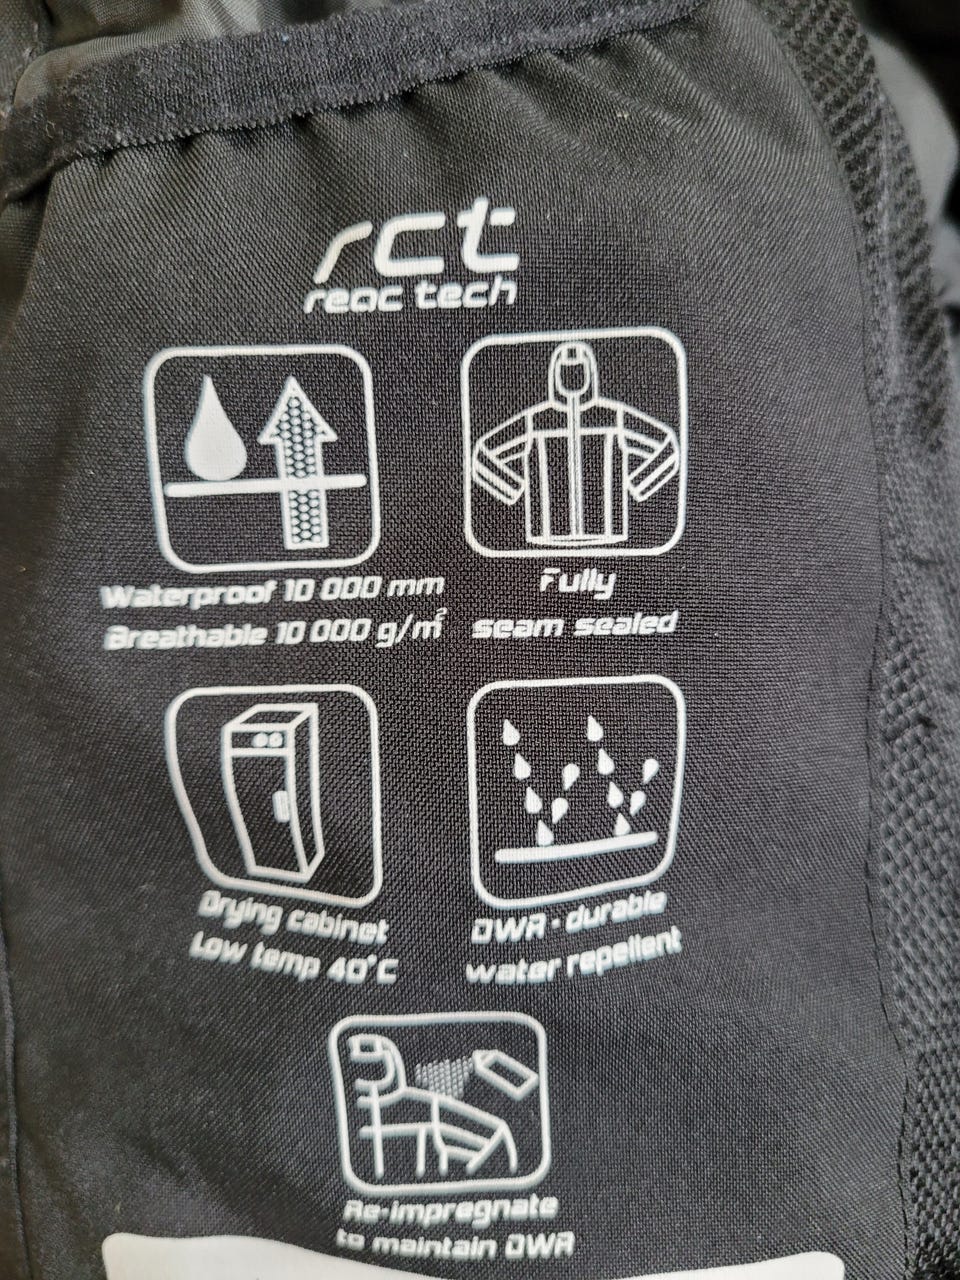 rct
reac tech
Waterproof 10 000 mm
Breathable 10 000 g/m²
Fully
seam sealed
Drying cabinet
Low temp 40°C
DWR - durable
water repellent
Re-impregnate
to maintain DWR